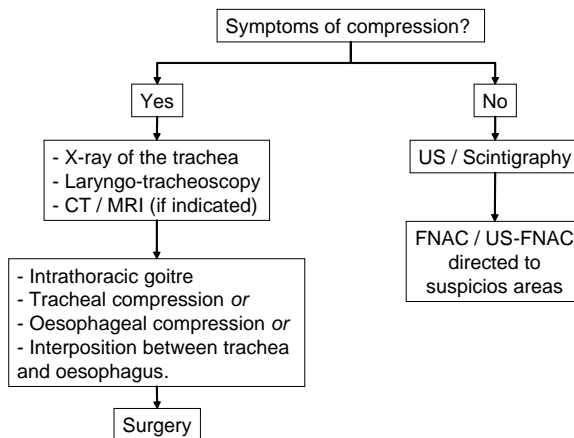 Symptoms of compression?
Yes
No
- X-ray of the trachea
- Laryngo-tracheoscopy
- CT / MRI (if indicated)
US / Scintigraphy
- Intrathoracic goitre
- Tracheal compression or
- Oesophageal compression or
- Interposition between trachea
and oesophagus.
FNAC / US-FNAC
directed to
suspicios areas
Surgery